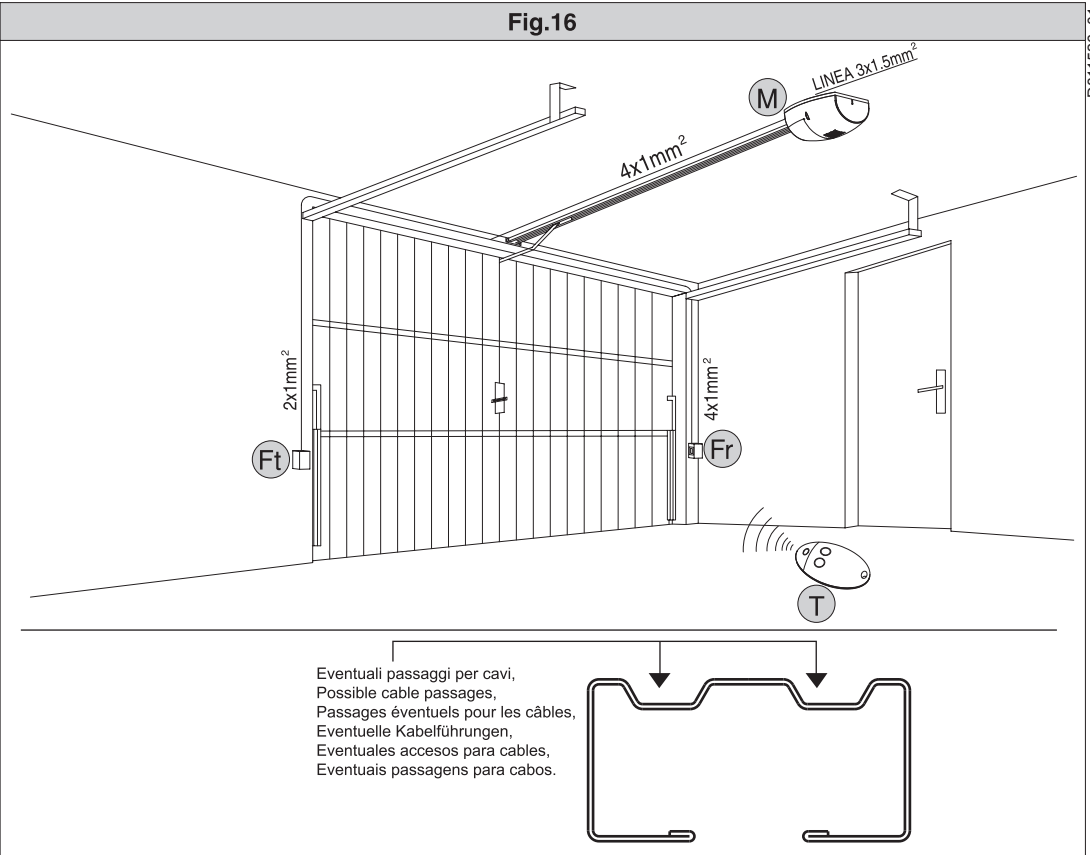 Fig.16
LINEA 3x1.5mm²
M
4x1mm²
2x1mm²
4x1mm²
Ft
Fr
T
Eventuali passaggi per cavi,
Possible cable passages,
Passages éventuels pour les câbles,
Eventuelle Kabelführungen,
Eventuales accesos para cables,
Eventuais passagens para cabos.